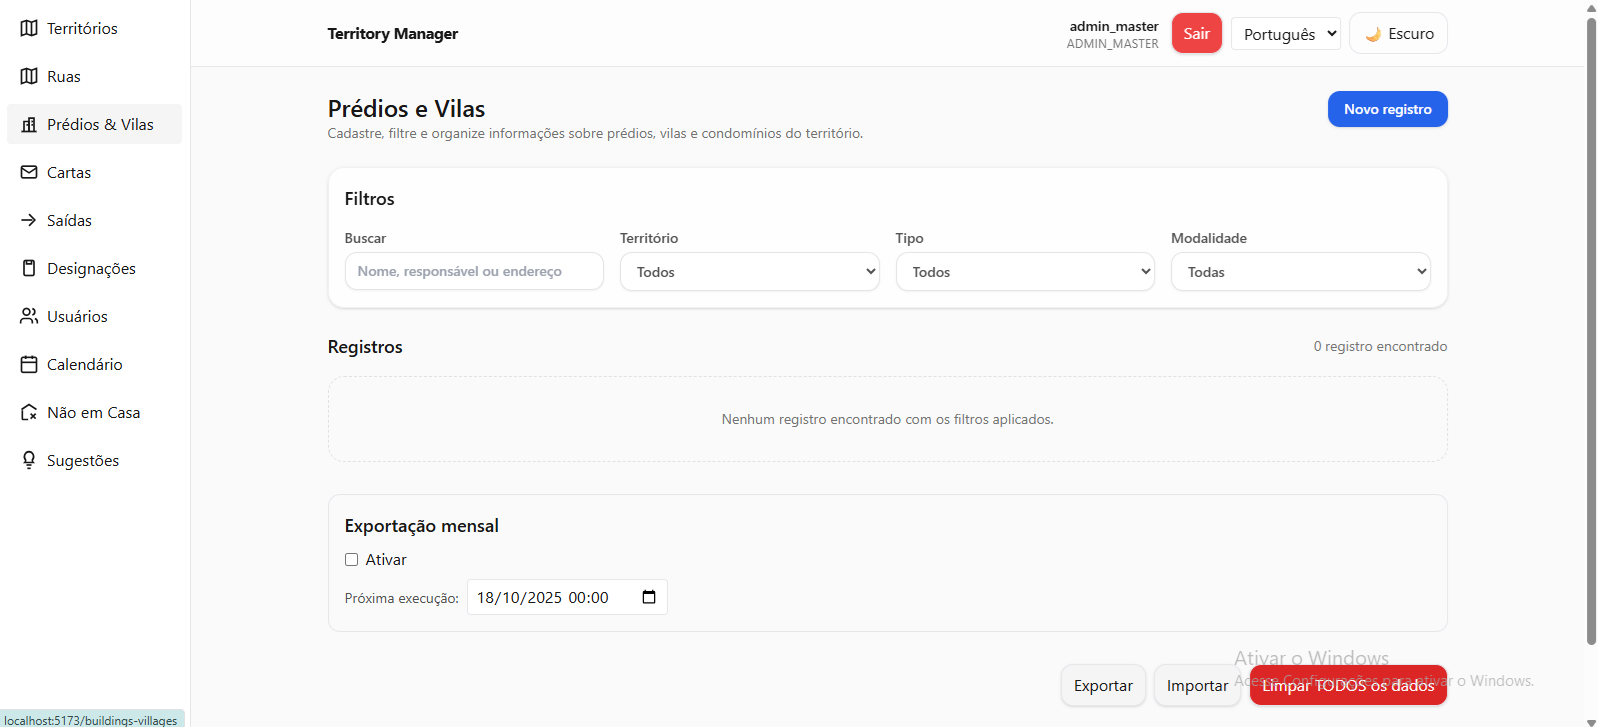 Territórios
Ruas
Prédios & Vilas
Cartas
Saídas
Designações
Usuários
Calendário
Não em Casa
Sugestões
Territory Manager
admin_master
ADMIN_MASTER
Sair
Português
🌙 Escuro
Prédios e Vilas
Cadastre, filtre e organize informações sobre prédios, vilas e condomínios do território.
Novo registro
Filtros
Buscar
Nome, responsável ou endereço
Território
Todos
Tipo
Todos
Modalidade
Todas
Registros
0 registro encontrado
Nenhum registro encontrado com os filtros aplicados.
Exportação mensal
Ativar
Próxima execução:
18/10/2025 00:00
Exportar
Importar
Limpar TODOS os dados
Ativar o Windows
Acesse Configurações para ativar o Windows.
localhost:5173/buildings-villages